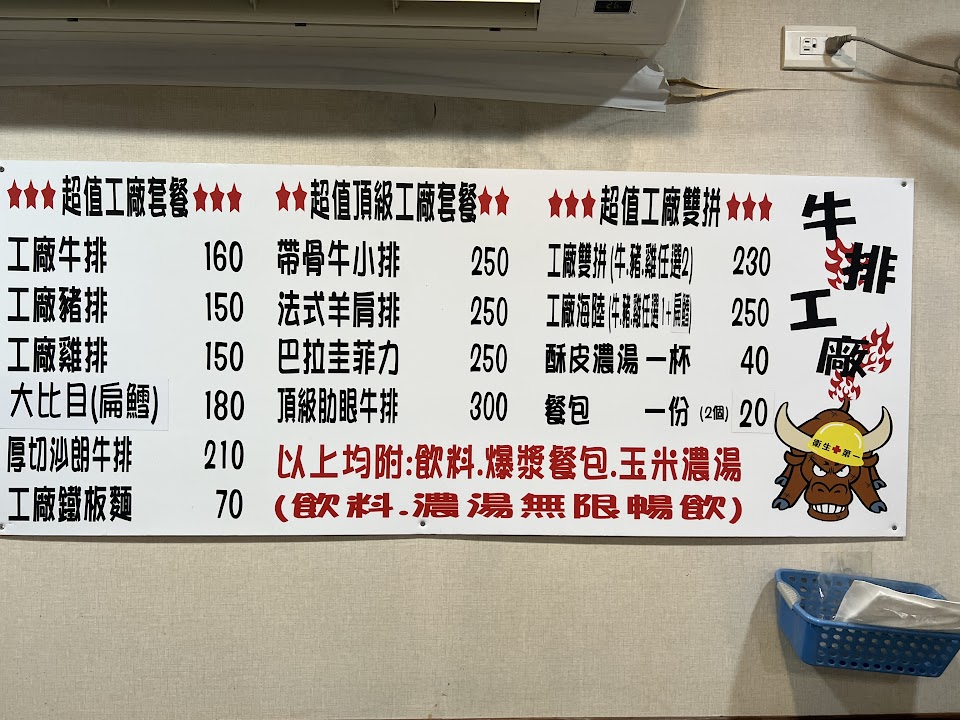 ★★★超值工廠套餐★★★
工廠牛排 160
工廠豬排 150
工廠雞排 150
大比目(扁鱈) 180
厚切沙朗牛排 210
工廠鐵板麵 70
★★超值頂級工廠套餐★★
帶骨牛小排 250
法式羊肩排 250
巴拉圭菲力 250
頂級助眼牛排 300
★★★超值工廠雙拼★★★
工廠雙拼(牛.豬.雞任選2) 230
工廠海陸(牛.豬.雞任選1+扁鱈) 250
酥皮濃湯 一杯 40
餐包 一份 (2個) 20
以上均附:飲料.爆漿餐包.玉米濃湯
(飲料.濃湯無限暢飲)
牛排工廠
衛生✚第一